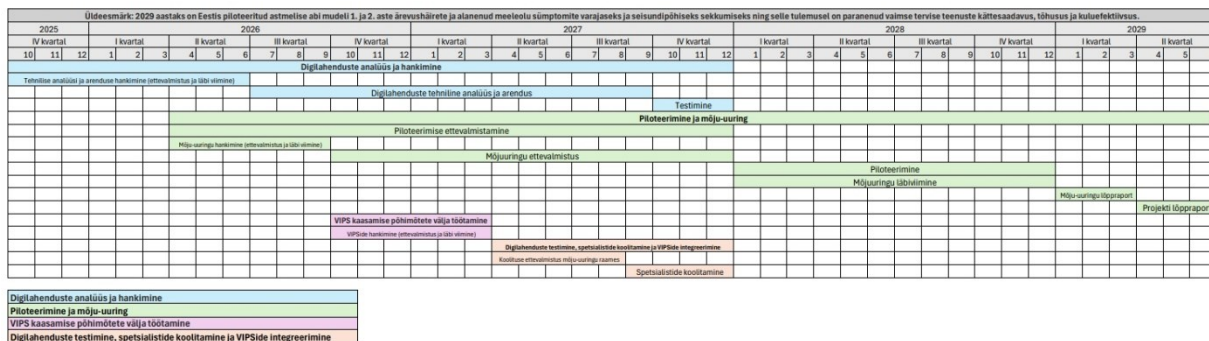 Üldeesmärk: 2029 aastaks on Eestis piloteeritud astmelise abi mudeli 1. ja 2. aste ärevushäirete ja alanenud meeleolu sümptomite varajaseks ja seisundipõhiseks sekkumiseks ning selle tulemusel on paranenud vaimse tervise teenuste kättesaadavus, tõhusus ja kuluefektiivsus.
2025 2026 2027 2028 2029
IV kvartal I kvartal II kvartal III kvartal IV kvartal I kvartal II kvartal III kvartal IV kvartal I kvartal II kvartal III kvartal IV kvartal I kvartal II kvartal
10 11 12 1 2 3 4 5 6 7 8 9 10 11 12 1 2 3 4 5 6 7 8 9 10 11 12 1 2 3 4 5 6 7 8 9 10 11 12 1 2 3 4 5
Digilahenduste analüüs ja hankimine
Tehnilise analüüsi ja arenduse hankimine (ettevalmistus ja läbi viimine)
Digilahenduste tehniline analüüs ja arendus
Testimine
Piloteerimine ja mõju-uuring
Piloteerimise ettevalmistamine
Mõju-uuringu hankimine (ettevalmistus ja läbi viimine)
Mõjuuringu ettevalmistus
Piloteerimine
Mõjuuringu läbiviimine
Mõju-uuringu lõppraport
Projekti lõppraport
VIPS kaasamise põhimõtete välja töötamine
VIPSide hankimine (ettevalmistus ja läbi viimine)
Digilahenduste testimine, spetsialistide koolitamine ja VIPSide integreerimine
Koolituse ettevalmistus mõju-uuringu raames
Spetsialistide koolitamine
Digilahenduste analüüs ja hankimine
Piloteerimine ja mõju-uuring
VIPS kaasamise põhimõtete välja töötamine
Digilahenduste testimine, spetsialistide koolitamine ja VIPSide integreerimine